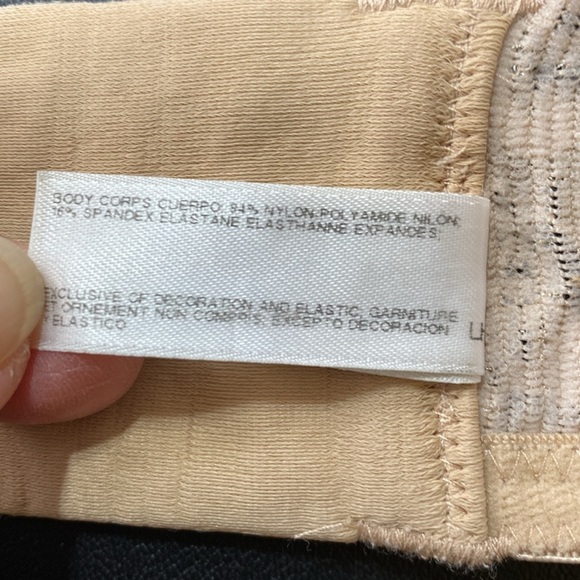 BODY CORPS CUERPO: 84% NYLON POLYAMIDE NILON;
16% SPANDEX ELASTANE ELASTHANNE EXPANDES;
EXCLUSIVE OF DECORATION AND ELASTIC, GARNITURE
ET ORNEMENT NON COMPRIS, EXCEPTO DECORACION
Y ELASTICO